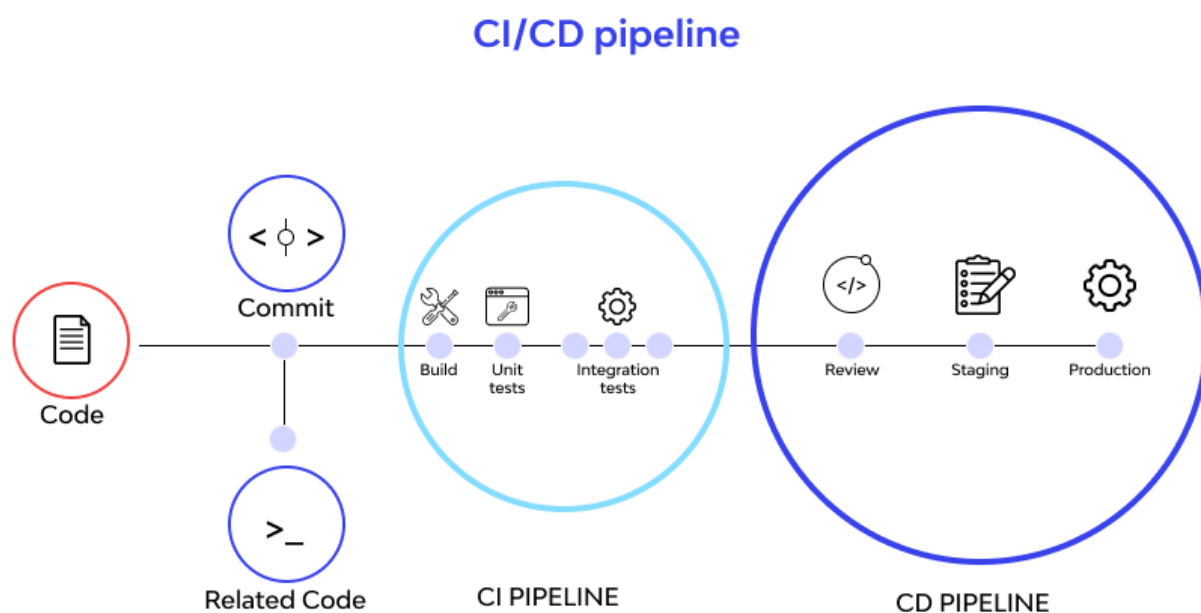 CI/CD pipeline
< >
Commit
Code
>_
Related Code
Build
Unit
tests
Integration
tests
CI PIPELINE
</>
Review
Staging
Production
CD PIPELINE